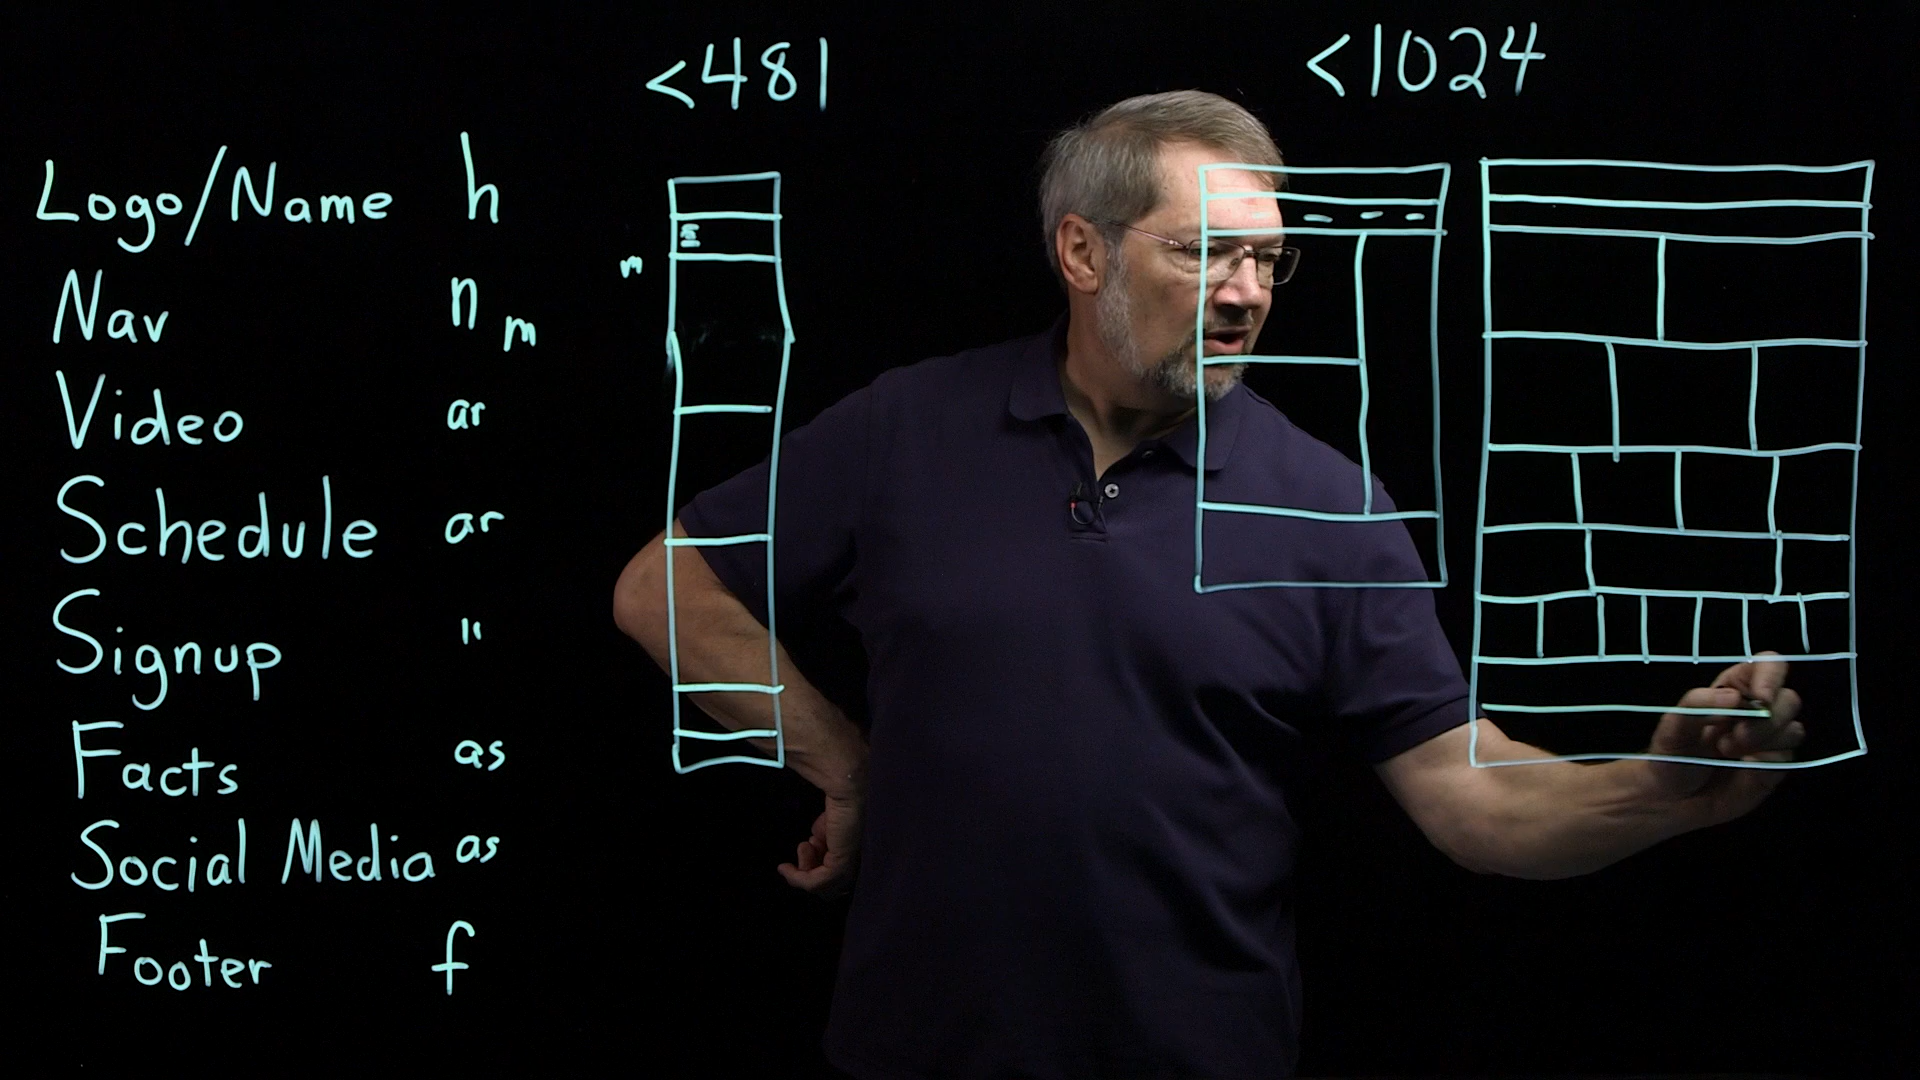 <481
<1024
Logo/Name h
m
Nav n m
Video ar
Schedule ar
Signup "
Facts as
Social Media as
Footer f